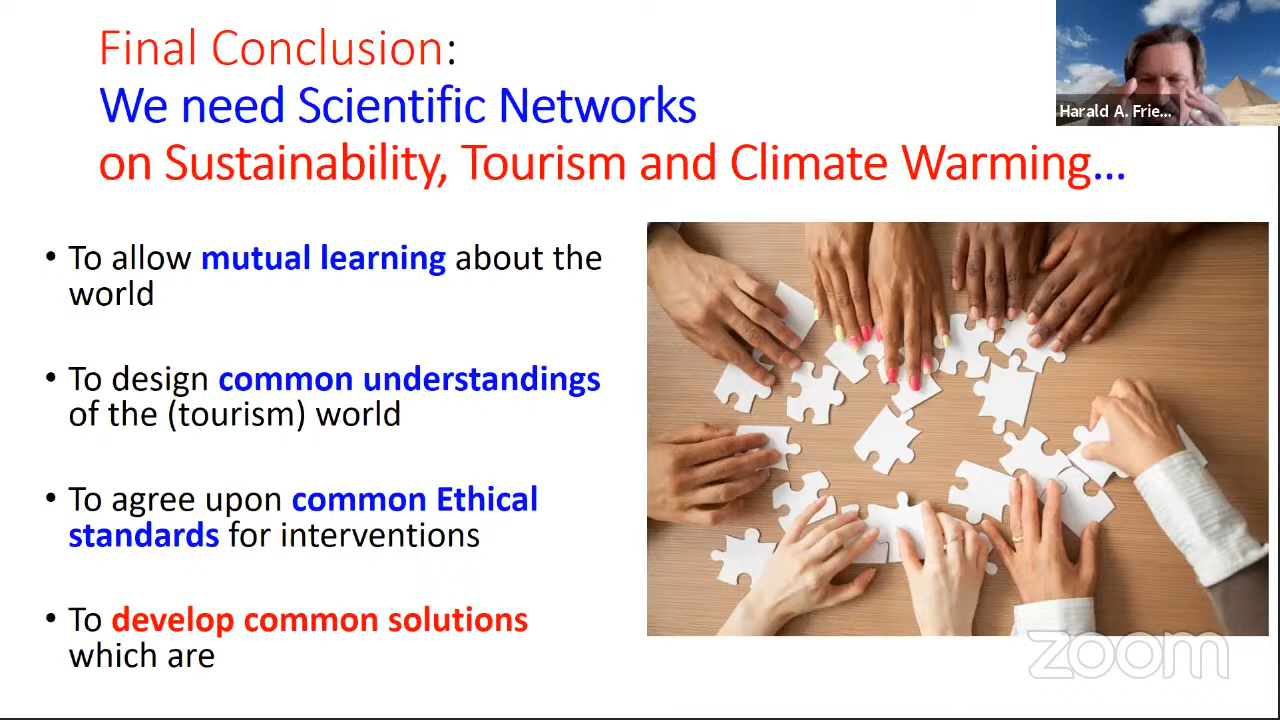 Final Conclusion:
We need Scientific Networks
on Sustainability, Tourism and Climate Warming...
Harald A. Frie...
• To allow mutual learning about the
world
• To design common understandings
of the (tourism) world
• To agree upon common Ethical
standards for interventions
• To develop common solutions
which are
zoom